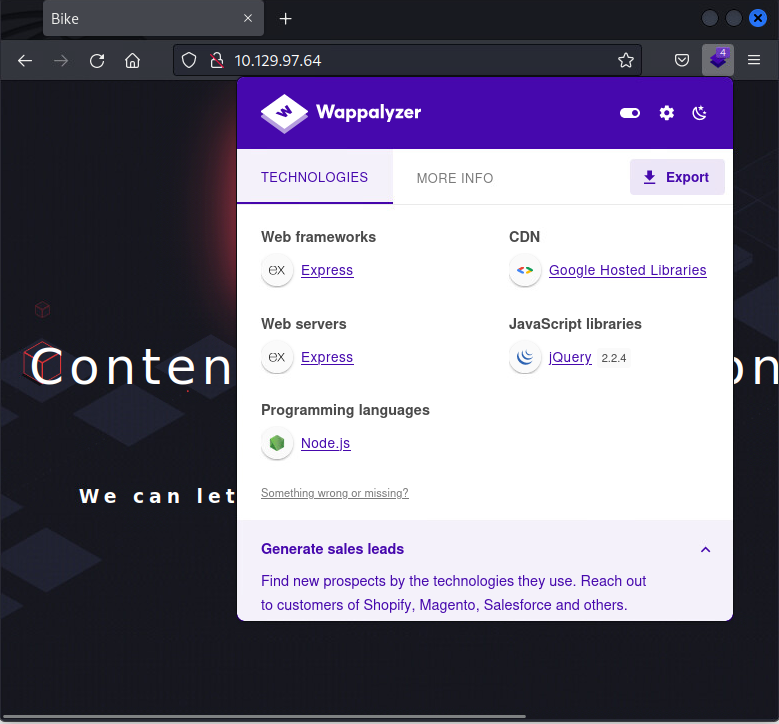 Bike
10.129.97.64
4
W
Wappalyzer
TECHNOLOGIES
MORE INFO
Export
Web frameworks
CDN
ex
Express
Google Hosted Libraries
Web servers
JavaScript libraries
ex
Express
jQuery 2.2.4
Conten
on
Programming languages
Node.js
We can let
Something wrong or missing?
Generate sales leads
Find new prospects by the technologies they use. Reach out
to customers of Shopify, Magento, Salesforce and others.